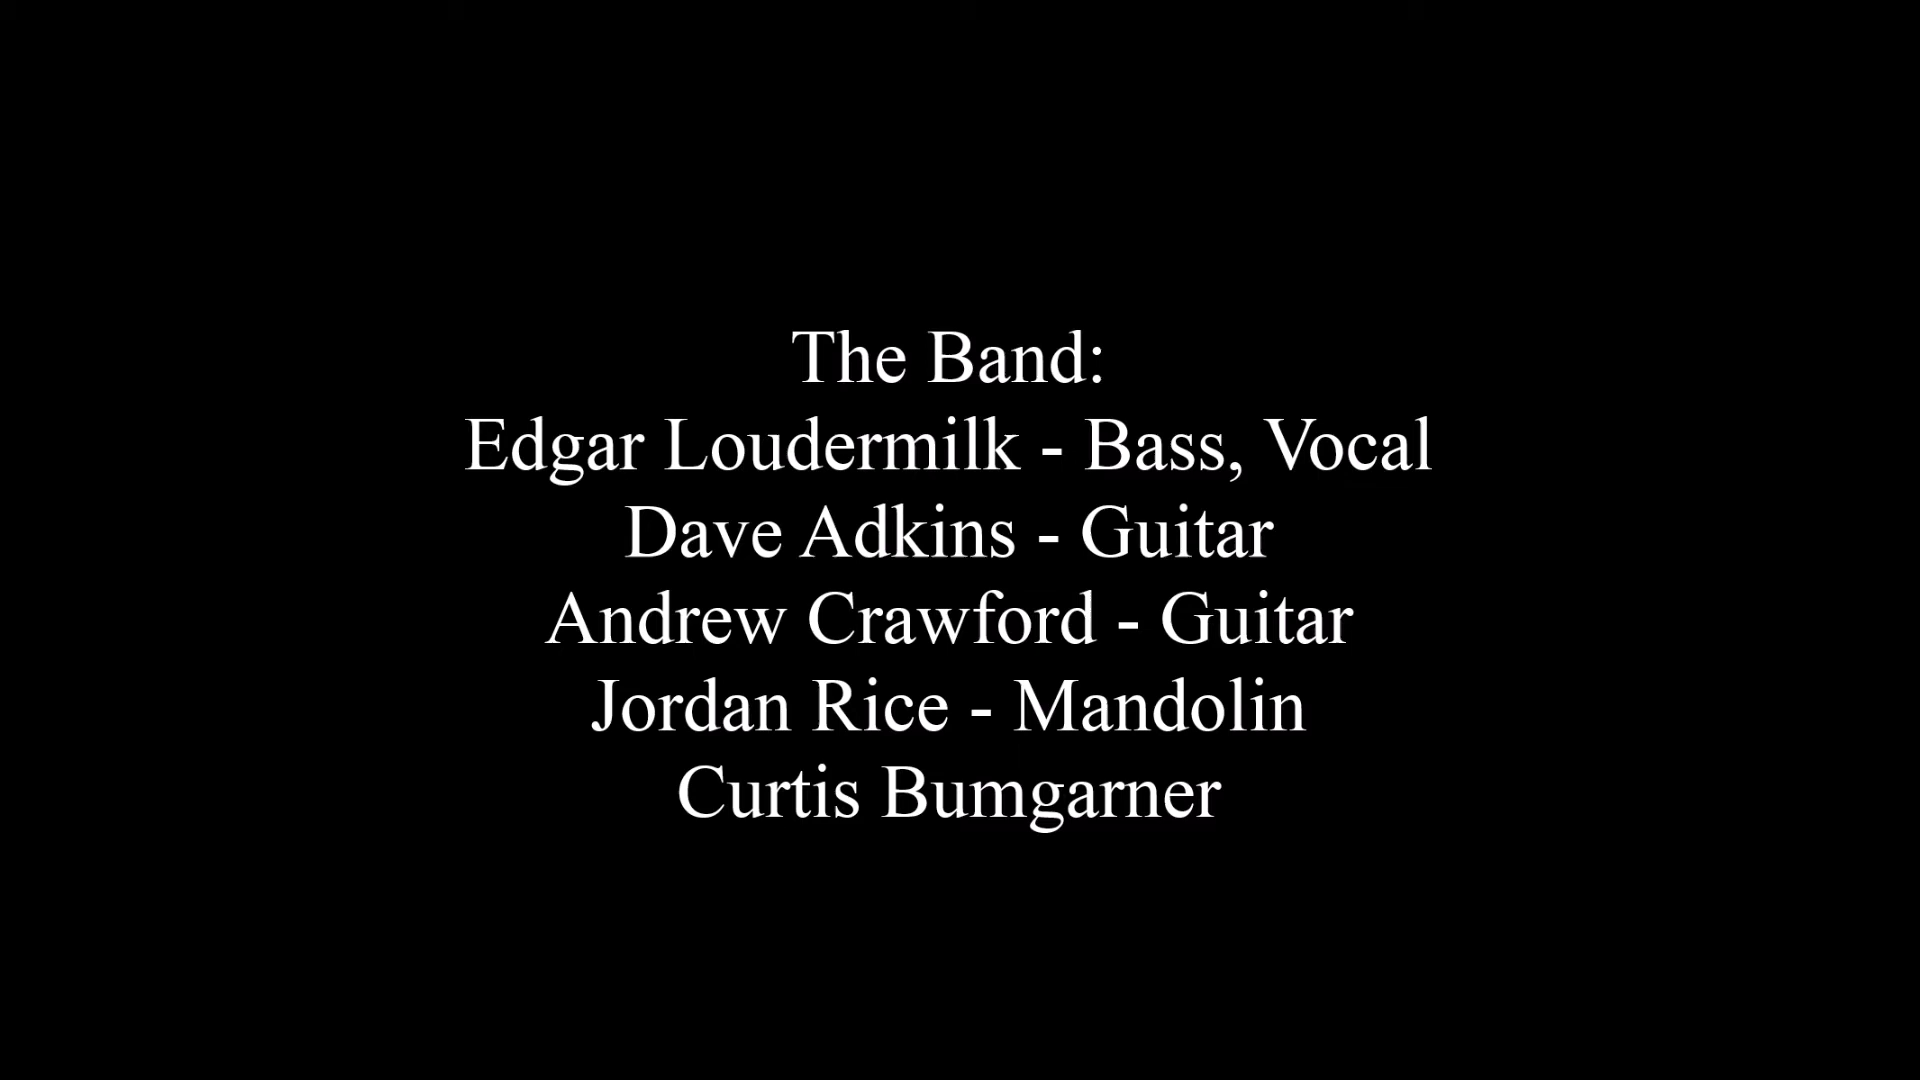 The Band:
Edgar Loudermilk - Bass, Vocal
Dave Adkins - Guitar
Andrew Crawford - Guitar
Jordan Rice - Mandolin
Curtis Bumgarner